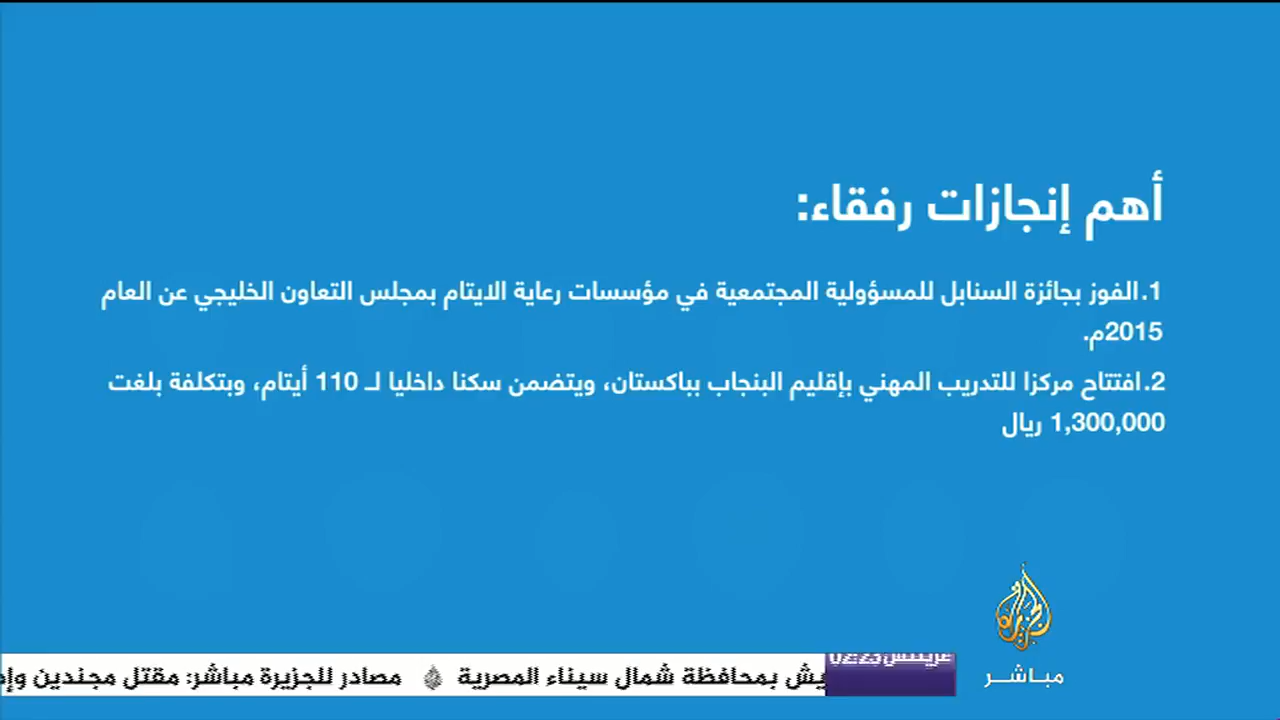 أهم إنجازات رفقاء:
1. الفوز بجائزة السنابل للمسؤولية المجتمعية في مؤسسات رعاية الايتام بمجلس التعاون الخليجي عن العام
2015م.
2. افتتاح مركزا للتدريب المهني بإقليم البنجاب بباكستان، ويتضمن سكنا داخليا لـ 110 أيتام، وبتكلفة بلغت
1,300,000 ريال
الجزيرة
مباشر
بمحافظة شمال سيناء المصرية مصادر للجزيرة مباشر: مقتل مجندين